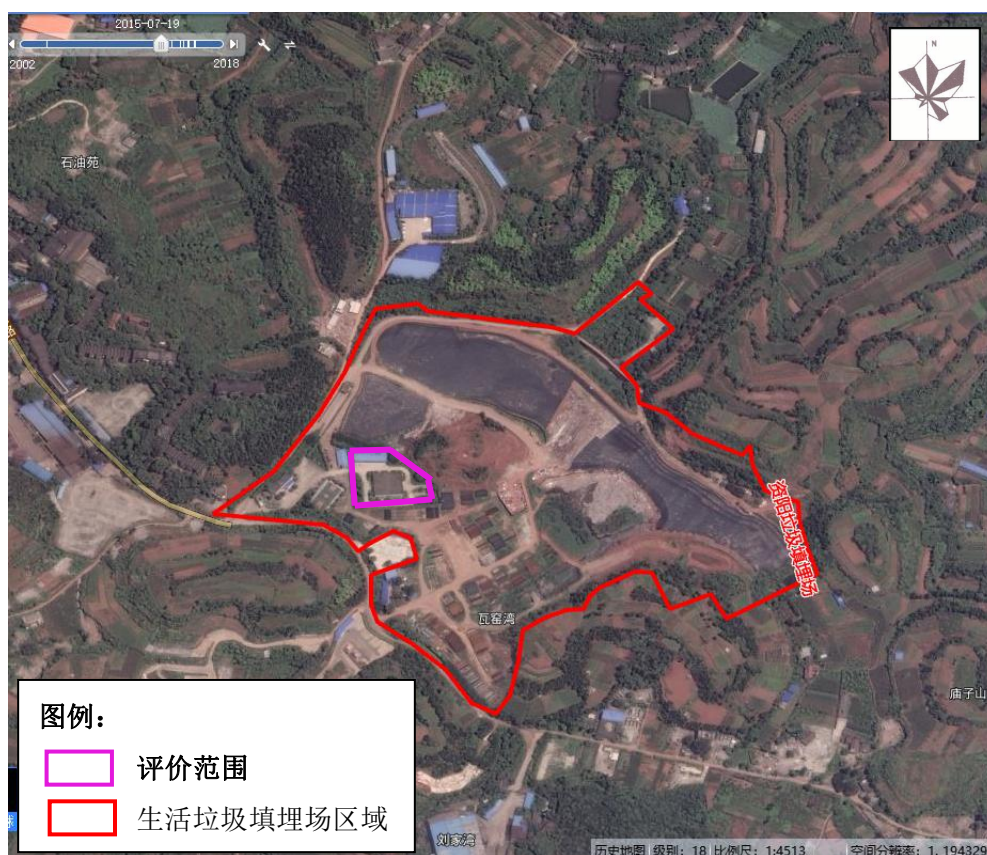 2015-07-19
2002
2018
N
石油苑
洛阳垃圾填埋场
瓦窑湾
庙子山
图例：
评价范围
生活垃圾填埋场区域
刘家湾
历史地图 级别：18 比例尺：1:4513 空间分辨率：1.194329